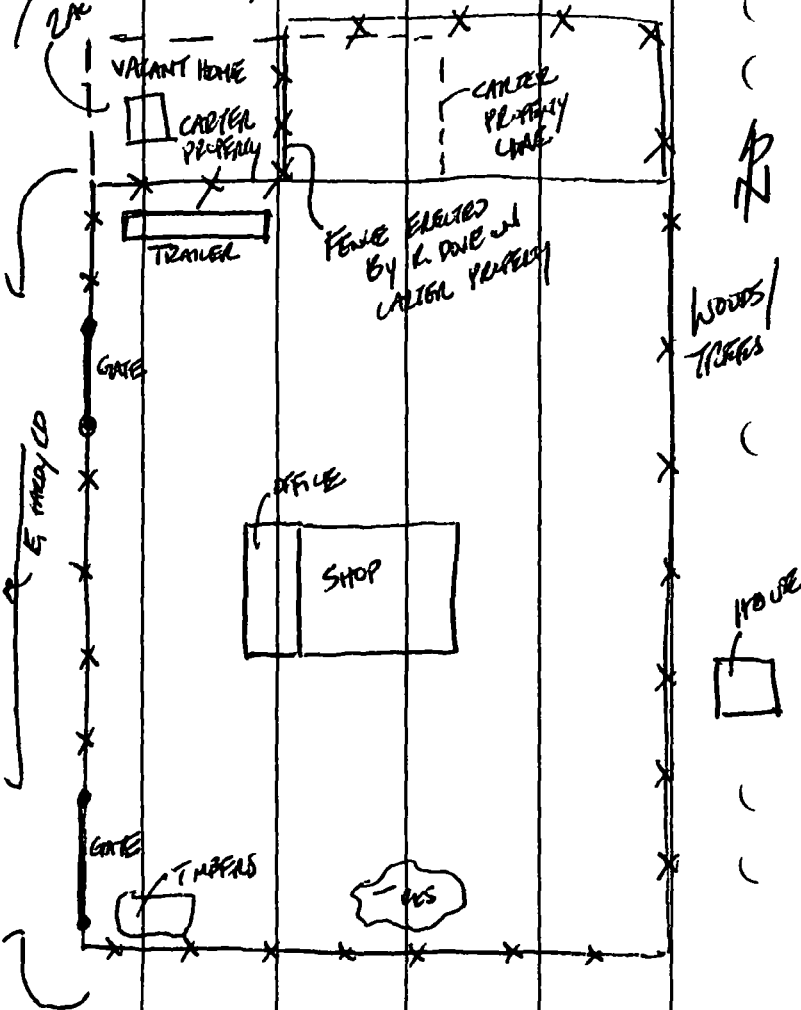 2AC
VACANT HOME
CARTER
PROPERTY
CARTER
PROPERTY
LINE
N
TRAILER
FENCE ERECTED
BY R. DOVE ON
CARTER PROPERTY
WOODS/
TREES
GATE
E HARDY RD
OFFICE
SHOP
HOUSE
GATE
TIMBERS